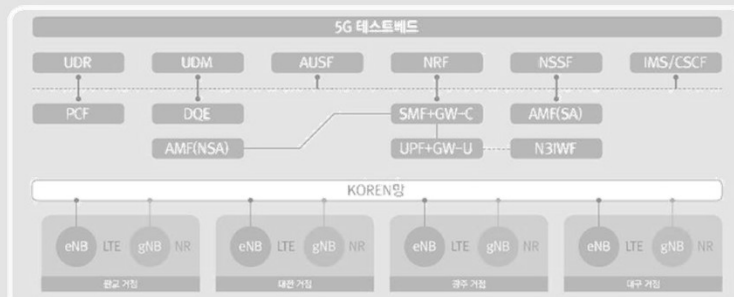 5G 테스트베드
UDR UDM AUSF NRF NSSF IMS/CSCF
PCF DQE SMF+GW-C AMF(SA)
AMF(NSA) UPF+GW-U N3IWF
KOREN망
eNB LTE gNB NR eNB LTE gNB NR eNB LTE gNB NR eNB LTE gNB NR
판교 거점 대전 거점 광주 거점 대구 거점